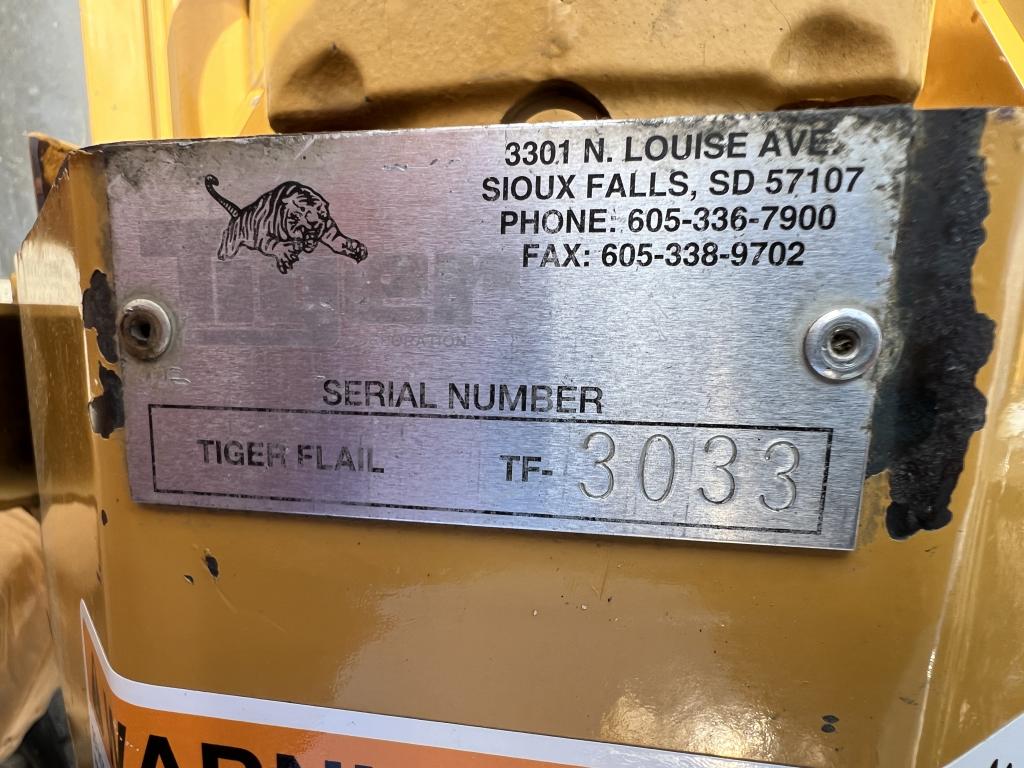 3301 N. LOUISE AVE.
SIOUX FALLS, SD 57107
PHONE: 605-336-7900
FAX: 605-338-9702
Tiger
SERIAL NUMBER
TIGER FLAIL TF- 3033